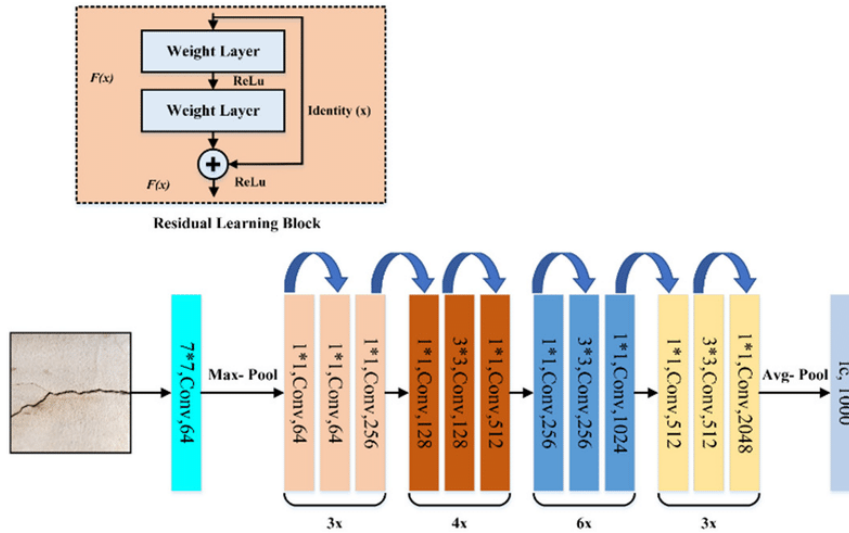 Weight Layer
F(x)
ReLu
Weight Layer
Identity (x)
F(x)
ReLu
Residual Learning Block
7*7,Conv,64
Max- Pool
1*1,Conv,64
1*1,Conv,64
1*1,Conv,256
1*1,Conv,128
3*3,Conv,128
1*1,Conv,512
1*1,Conv,256
3*3,Conv,256
1*1,Conv,1024
1*1,Conv,512
3*3,Conv,512
1*1,Conv,2048
Avg- Pool
fc, 1000
3x
4x
6x
3x